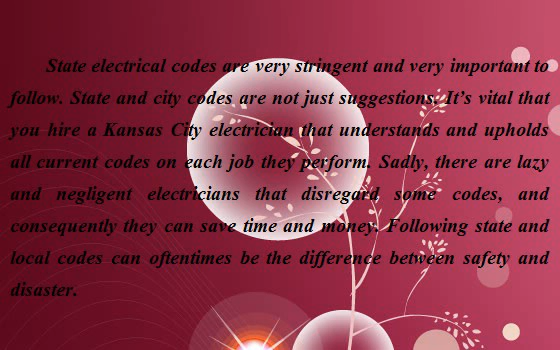 State electrical codes are very stringent and very important to
follow. State and city codes are not just suggestions. It’s vital that
you hire a Kansas City electrician that understands and upholds
all current codes on each job they perform. Sadly, there are lazy
and negligent electricians that disregard some codes, and
consequently they can save time and money. Following state and
local codes can oftentimes be the difference between safety and
disaster.